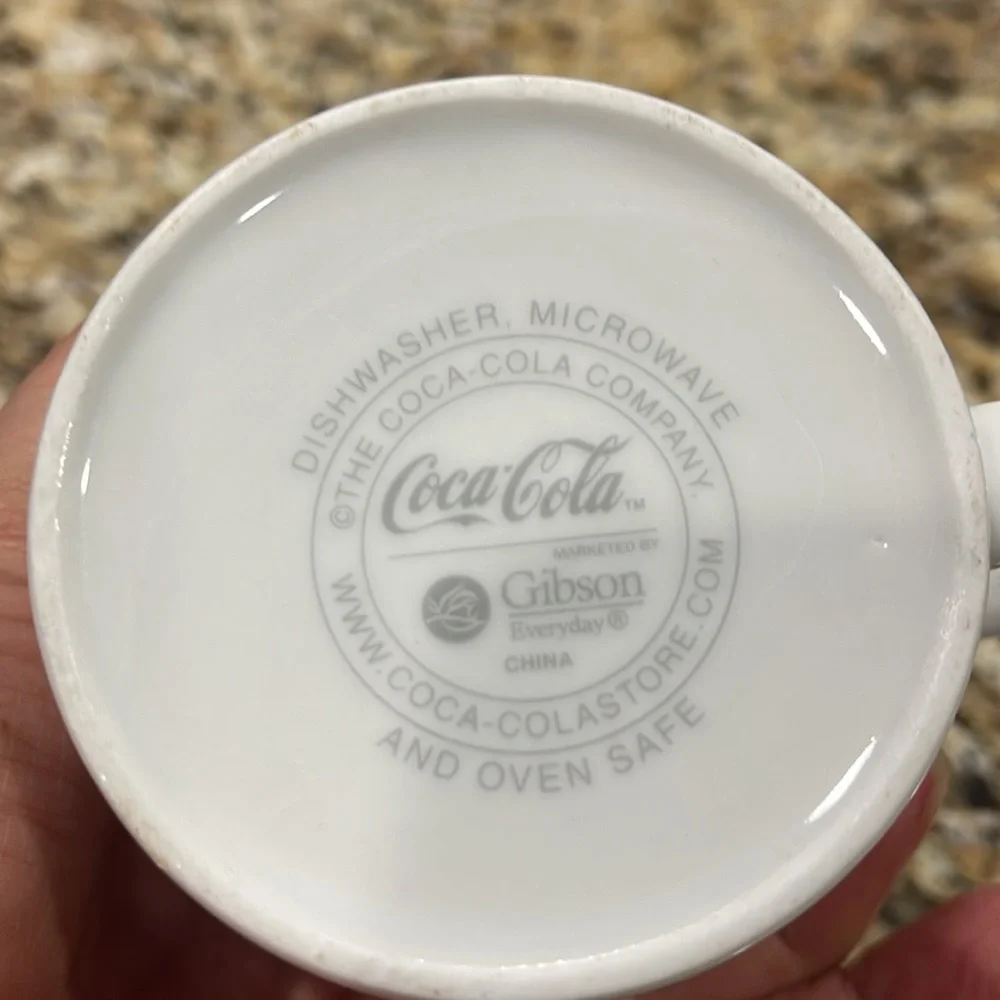 DISHWASHER, MICROWAVE
©THE COCA-COLA COMPANY.
Coca-Cola™
MARKETED BY
Gibson
Everyday®
CHINA
WWW.COCA-COLASTORE.COM
AND OVEN SAFE